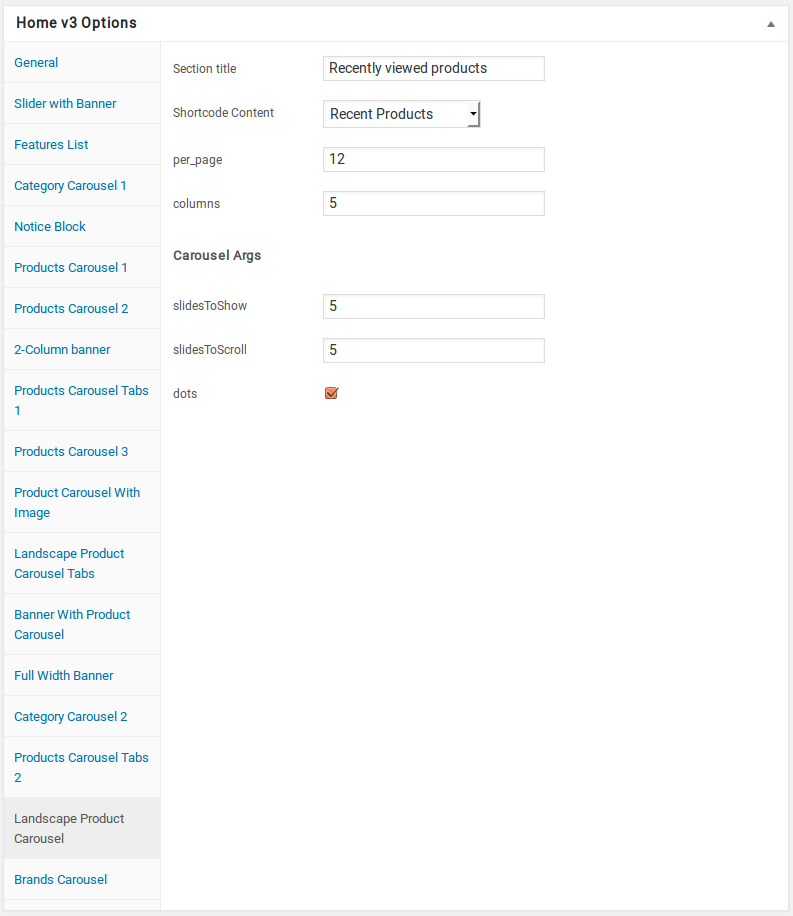 Home v3 Options
General
Slider with Banner
Features List
Category Carousel 1
Notice Block
Products Carousel 1
Products Carousel 2
2-Column banner
Products Carousel Tabs
1
Products Carousel 3
Product Carousel With
Image
Landscape Product
Carousel Tabs
Banner With Product
Carousel
Full Width Banner
Category Carousel 2
Products Carousel Tabs
2
Landscape Product
Carousel
Brands Carousel
Section title Recently viewed products
Shortcode Content Recent Products
per_page 12
columns 5
Carousel Args
slidesToShow 5
slidesToScroll 5
dots